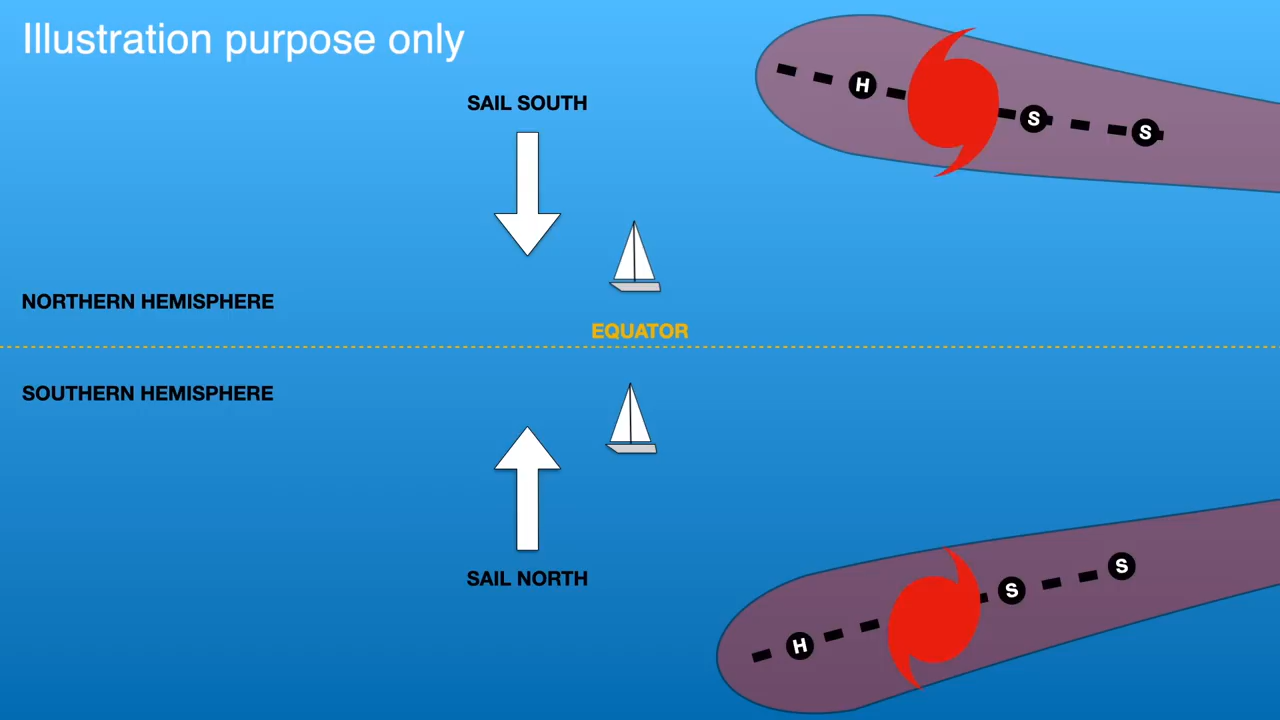 Illustration purpose only
SAIL SOUTH
H
S
S
NORTHERN HEMISPHERE
EQUATOR
SOUTHERN HEMISPHERE
SAIL NORTH
S
S
H